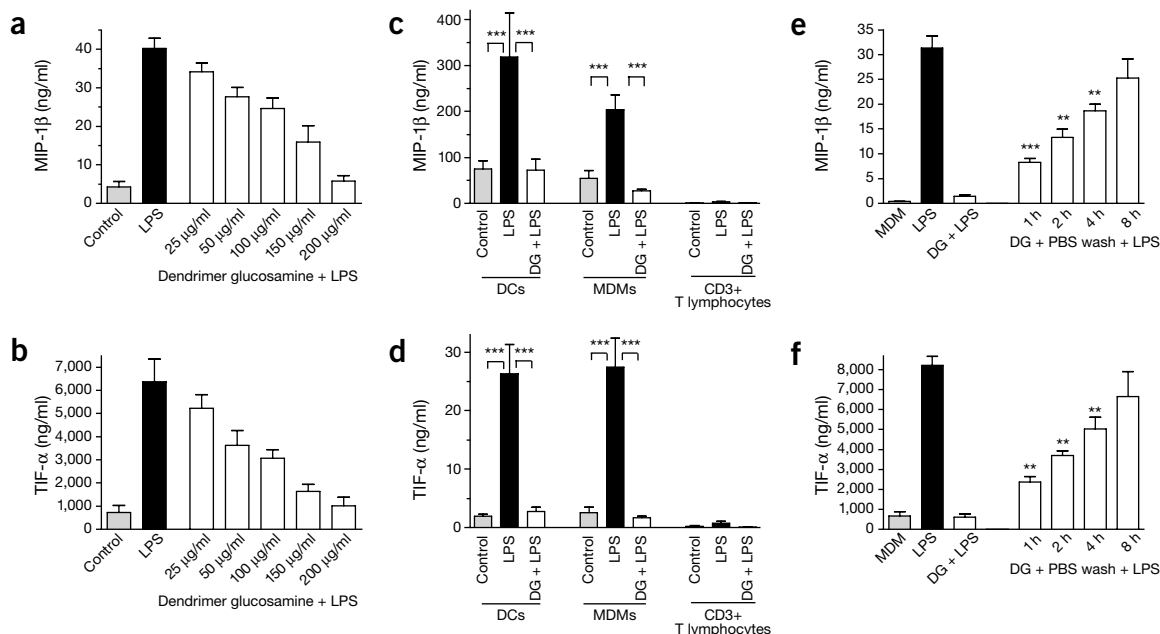 a
MIP-1β (ng/ml)
40
30
20
10
0
Control
LPS
25 μg/ml
50 μg/ml
100 μg/ml
150 μg/ml
200 μg/ml
Dendrimer glucosamine + LPS
b
TIF-α (ng/ml)
7,000
6,000
5,000
4,000
3,000
2,000
1,000
0
Control
LPS
25 μg/ml
50 μg/ml
100 μg/ml
150 μg/ml
200 μg/ml
Dendrimer glucosamine + LPS
c
MIP-1β (ng/ml)
400
300
200
100
0
*** ***
*** ***
Control
LPS
DG + LPS
Control
LPS
DG + LPS
Control
LPS
DG + LPS
DCs
MDMs
CD3+
T lymphocytes
d
TIF-α (ng/ml)
30
20
10
0
*** ***
*** ***
Control
LPS
DG + LPS
Control
LPS
DG + LPS
Control
LPS
DG + LPS
DCs
MDMs
CD3+
T lymphocytes
e
MIP-1β (ng/ml)
35
30
25
20
15
10
5
0
***
**
**
MDM
LPS
DG + LPS
1 h
2 h
4 h
8 h
DG + PBS wash + LPS
f
TIF-α (ng/ml)
8,000
7,000
6,000
5,000
4,000
3,000
2,000
1,000
0
**
**
**
MDM
LPS
DG + LPS
1 h
2 h
4 h
8 h
DG + PBS wash + LPS